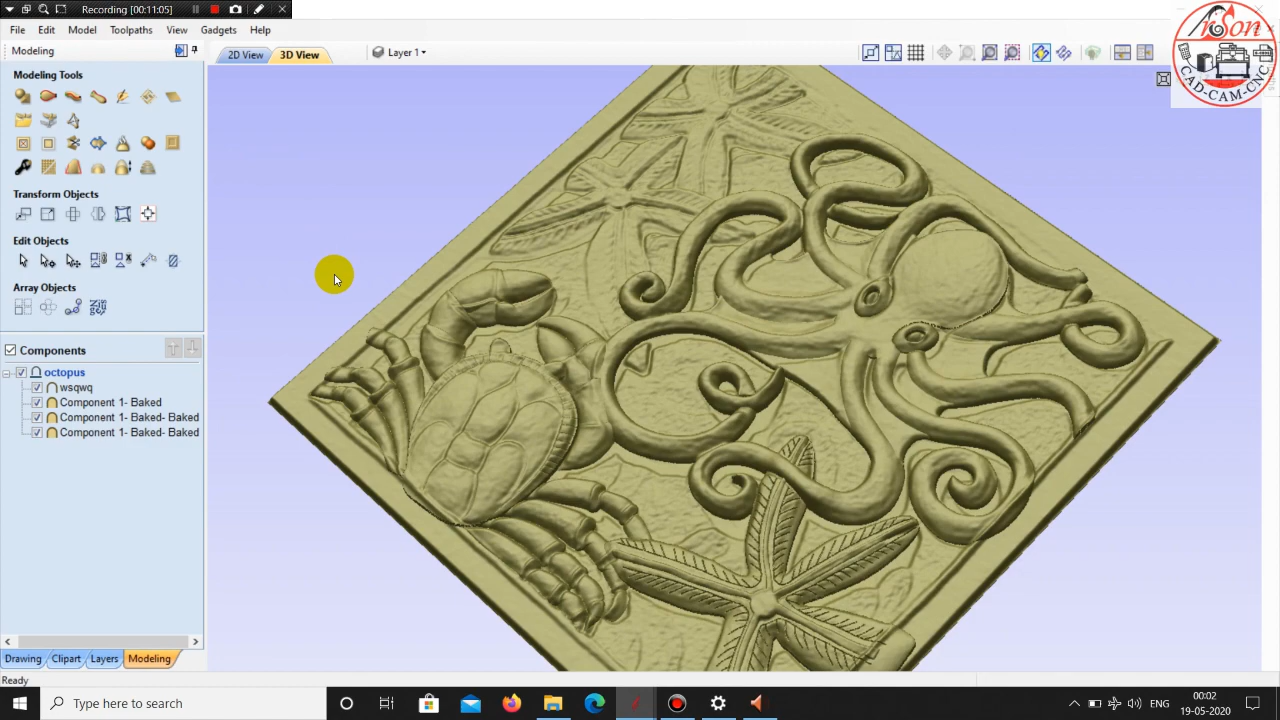 Recording [00:11:05]
File Edit Model Toolpaths View Gadgets Help
Modeling
2D View 3D View Layer 1
Modeling Tools
Transform Objects
Edit Objects
Array Objects
Components
octopus
wsqwq
Component 1- Baked
Component 1- Baked- Baked
Component 1- Baked- Baked
Drawing Clipart Layers Modeling
Ready
Type here to search
ENG
00:02
19-05-2020
CAD-CAM-CNC